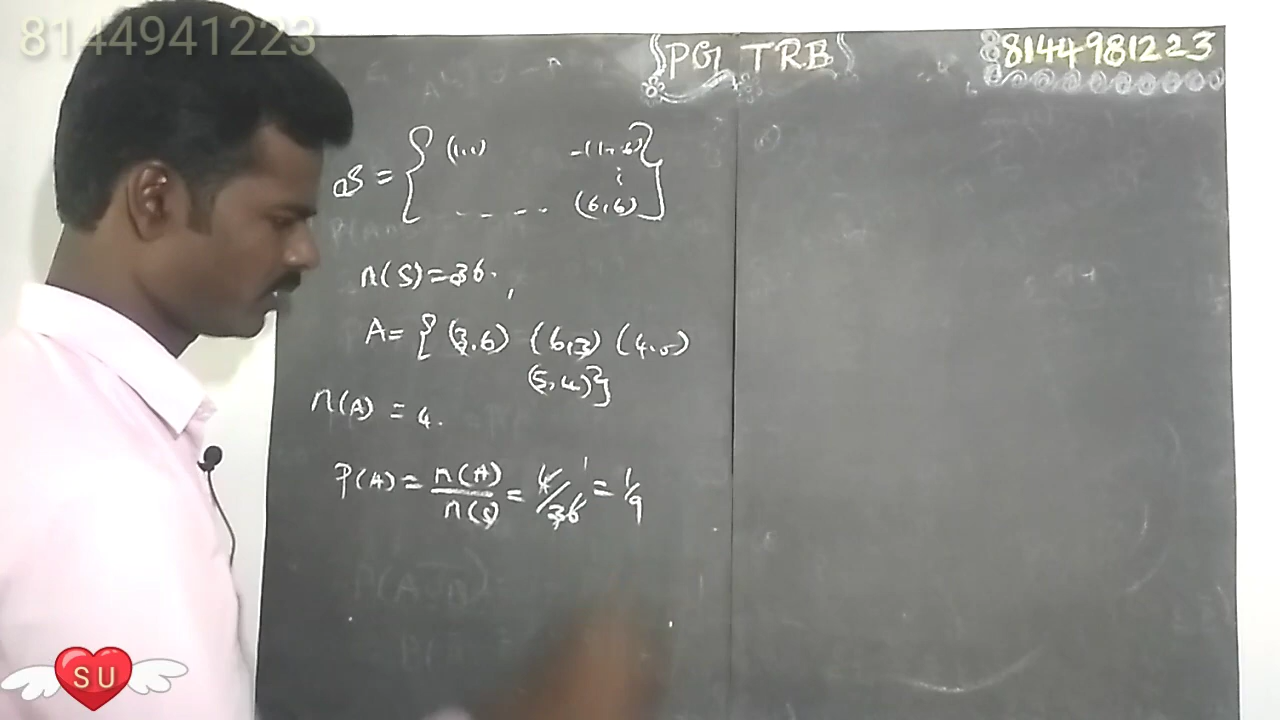 8144941223
PG TRB
8144981223
S = { (1,1) -(1,6)
:
- - - - (6,6) }
n(S)=36.,
A= { (3,6) (6,3) (4,5)
(5,4)}
n(A) = 4.
P(A) = n(A)/n(S) = 4/36 1 = 1/9
SU